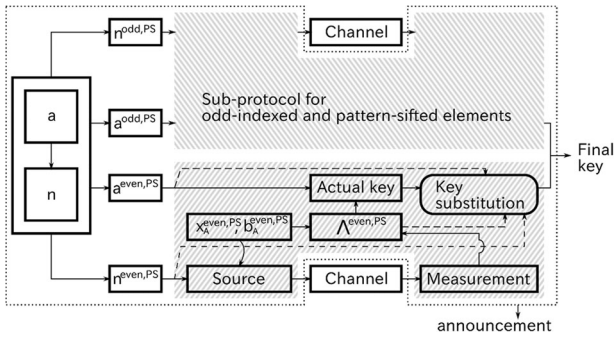 n^odd,PS
Channel
Sub-protocol for
odd-indexed and pattern-sifted elements
a
a^odd,PS
Final
key
n
a^even,PS
Actual key
Key
substitution
x_A^even,PS, b_A^even,PS
Λ^even,PS
n^even,PS
Source
Channel
Measurement
announcement